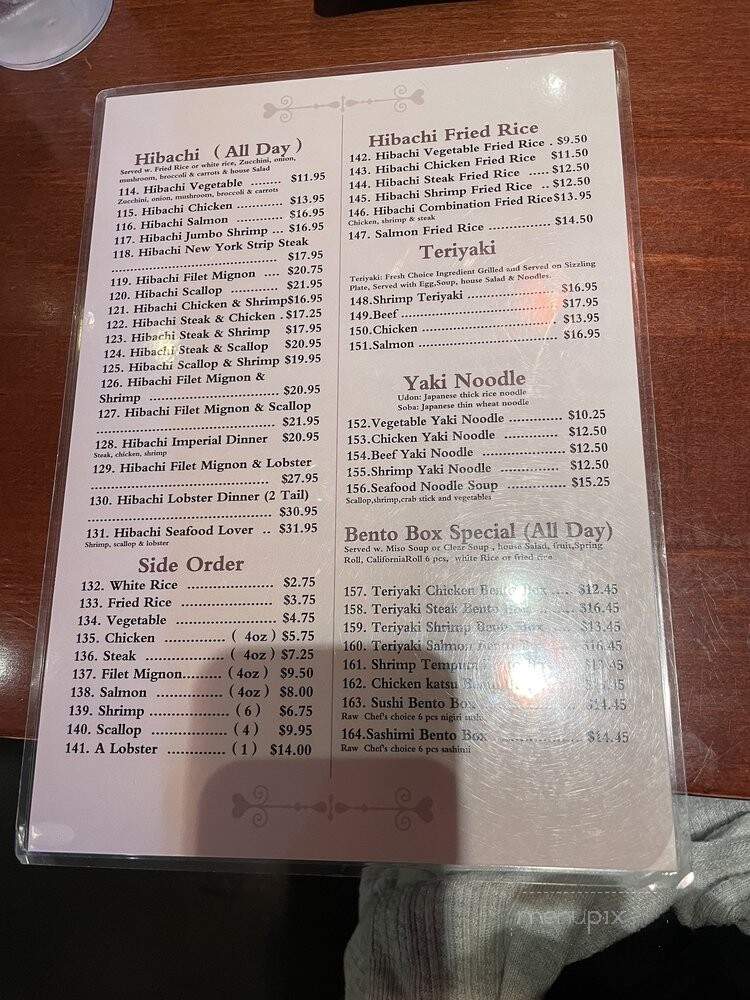 Hibachi ( All Day )
Served w. Fried Rice or white rice, Zucchini, onion,
mushroom, broccoli & carrots & house Salad
114. Hibachi Vegetable ........ $11.95
Zucchini, onion, mushroom, broccoli & carrots
115. Hibachi Chicken ............ $13.95
116. Hibachi Salmon ............ $16.95
117. Hibachi Jumbo Shrimp ... $16.95
118. Hibachi New York Strip Steak
........................................... $17.95
119. Hibachi Filet Mignon .... $20.75
120. Hibachi Scallop ............ $21.95
121. Hibachi Chicken & Shrimp $16.95
122. Hibachi Steak & Chicken . $17.25
123. Hibachi Steak & Shrimp $17.95
124. Hibachi Steak & Scallop $20.95
125. Hibachi Scallop & Shrimp $19.95
126. Hibachi Filet Mignon &
Shrimp ................................. $20.95
127. Hibachi Filet Mignon & Scallop
........................................... $21.95
128. Hibachi Imperial Dinner $20.95
Steak, chicken, shrimp
129. Hibachi Filet Mignon & Lobster
........................................... $27.95
130. Hibachi Lobster Dinner (2 Tail)
........................................... $30.95
131. Hibachi Seafood Lover .. $31.95
Shrimp, scallop & lobster
Side Order
132. White Rice ...................... $2.75
133. Fried Rice ...................... $3.75
134. Vegetable ...................... $4.75
135. Chicken ............... ( 4oz ) $5.75
136. Steak .................. ( 4oz ) $7.25
137. Filet Mignon......... (4oz) $9.50
138. Salmon ................ (4oz) $8.00
139. Shrimp ................... ( 6 ) $6.75
140. Scallop ................... ( 4 ) $9.95
141. A Lobster .............. ( 1 ) $14.00
Hibachi Fried Rice
142. Hibachi Vegetable Fried Rice . $9.50
143. Hibachi Chicken Fried Rice $11.50
144. Hibachi Steak Fried Rice ..... $12.50
145. Hibachi Shrimp Fried Rice .. $12.50
146. Hibachi Combination Fried Rice $13.95
Chicken, shrimp & steak
147. Salmon Fried Rice ................ $14.50
Teriyaki
Teriyaki: Fresh Choice Ingredient Grilled and Served on Sizzling
Plate, Served with Egg,Soup, house Salad & Noodles.
148.Shrimp Teriyaki ........................ $16.95
149.Beef ........................................ $17.95
150.Chicken ................................... $13.95
151.Salmon .................................... $16.95
Yaki Noodle
Udon: Japanese thick rice noodle
Soba: Japanese thin wheat noodle
152.Vegetable Yaki Noodle ............. $10.25
153.Chicken Yaki Noodle .............. $12.50
154.Beef Yaki Noodle .................... $12.50
155.Shrimp Yaki Noodle ............... $12.50
156.Seafood Noodle Soup .............. $15.25
Scallop,shrimp,crab stick and vegetables
Bento Box Special (All Day)
Served w. Miso Soup or Clear Soup , house Salad, fruit,Spring
Roll, CaliforniaRoll 6 pcs, white Rice or fried rice
157. Teriyaki Chicken Bento Box .... $12.45
158. Teriyaki Steak Bento Box .. $16.45
159. Teriyaki Shrimp Bento Box $13.45
160. Teriyaki Salmon Bento $16.45
161. Shrimp Tempura
162. Chicken katsu
163. Sushi Bento Box $14.45
Raw Chef's choice 6 pcs nigiri sushi
164.Sashimi Bento Box .................. $14.45
Raw Chef's choice 6 pcs sashimi
menupix